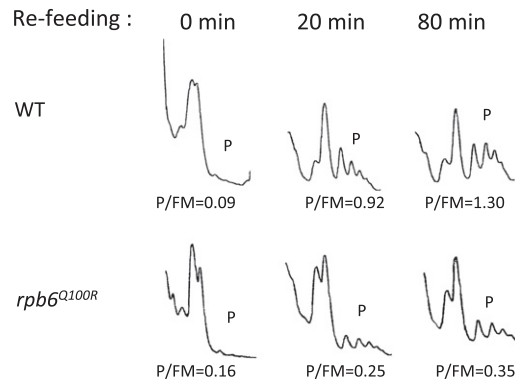 Re-feeding : 0 min 20 min 80 min
WT P P P
P/FM=0.09 P/FM=0.92 P/FM=1.30
rpb6Q100R P P P
P/FM=0.16 P/FM=0.25 P/FM=0.35